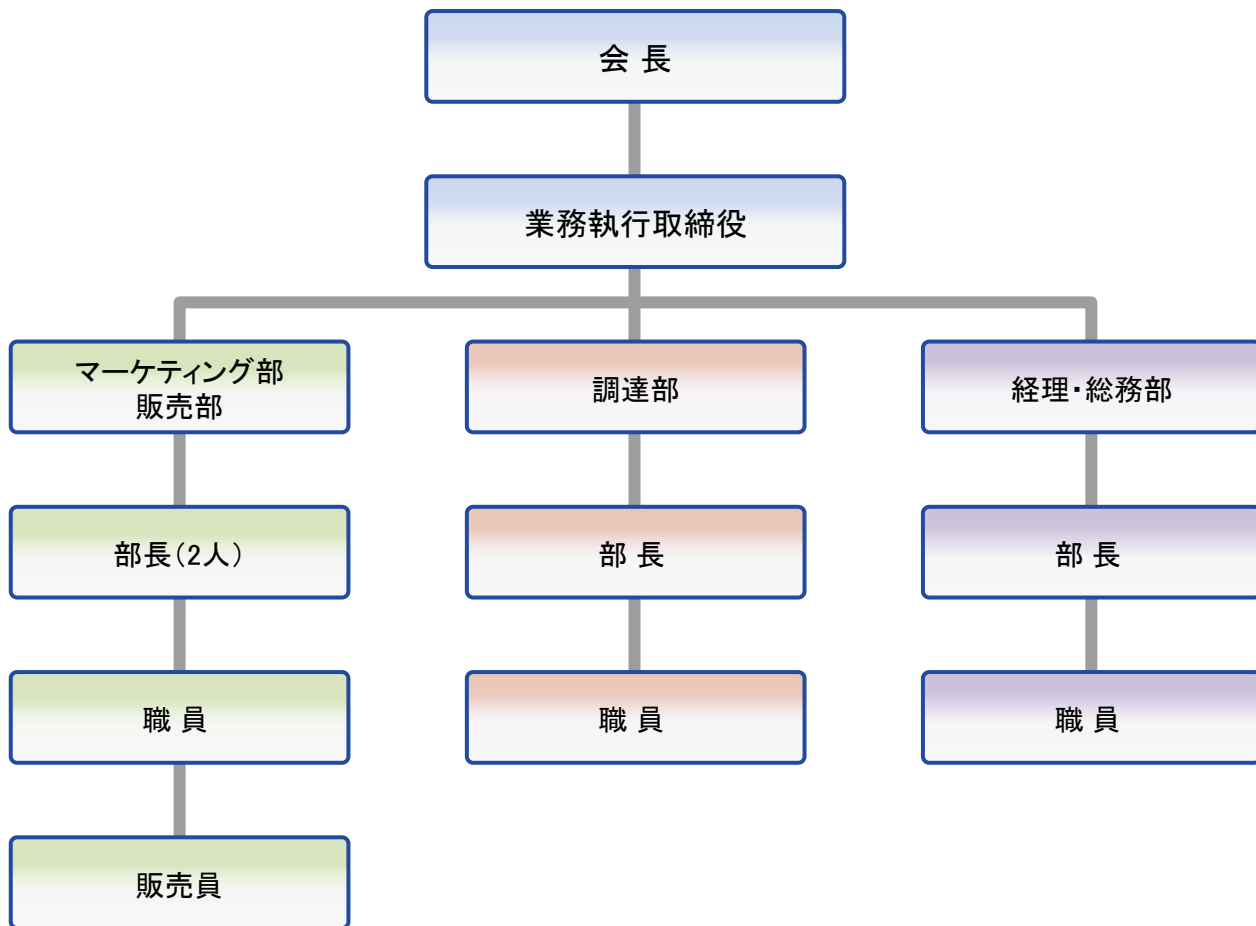 会 長
業務執行取締役
マーケティング部
販売部
調達部
経理・総務部
部長（2人）
部 長
部 長
職 員
職 員
職 員
販売員